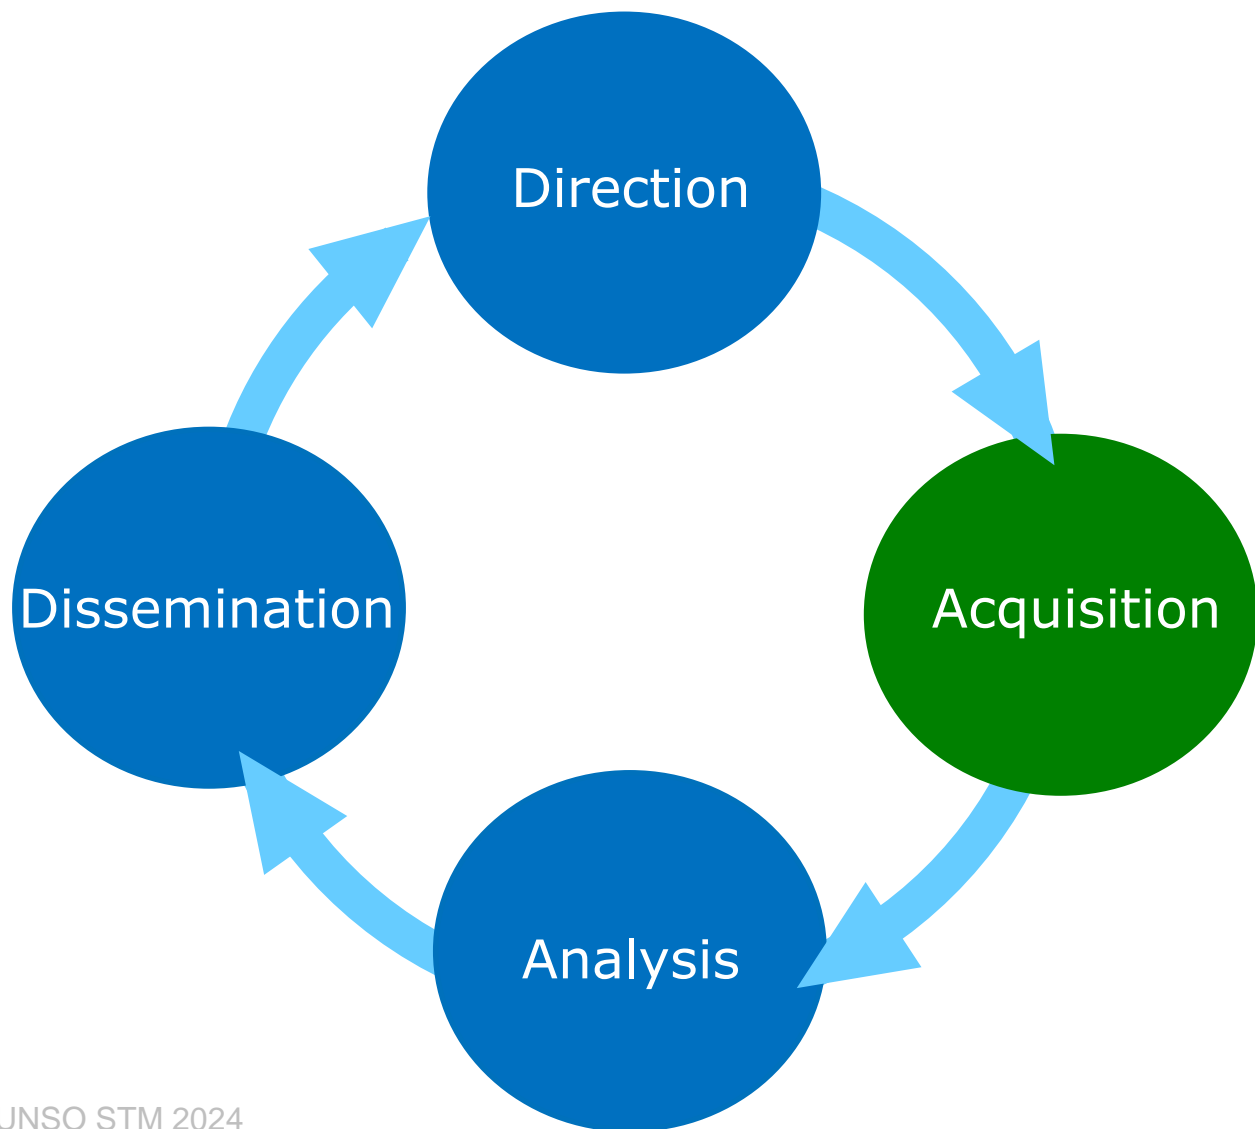 Direction
Dissemination
Acquisition
Analysis
UNSO STM 2024